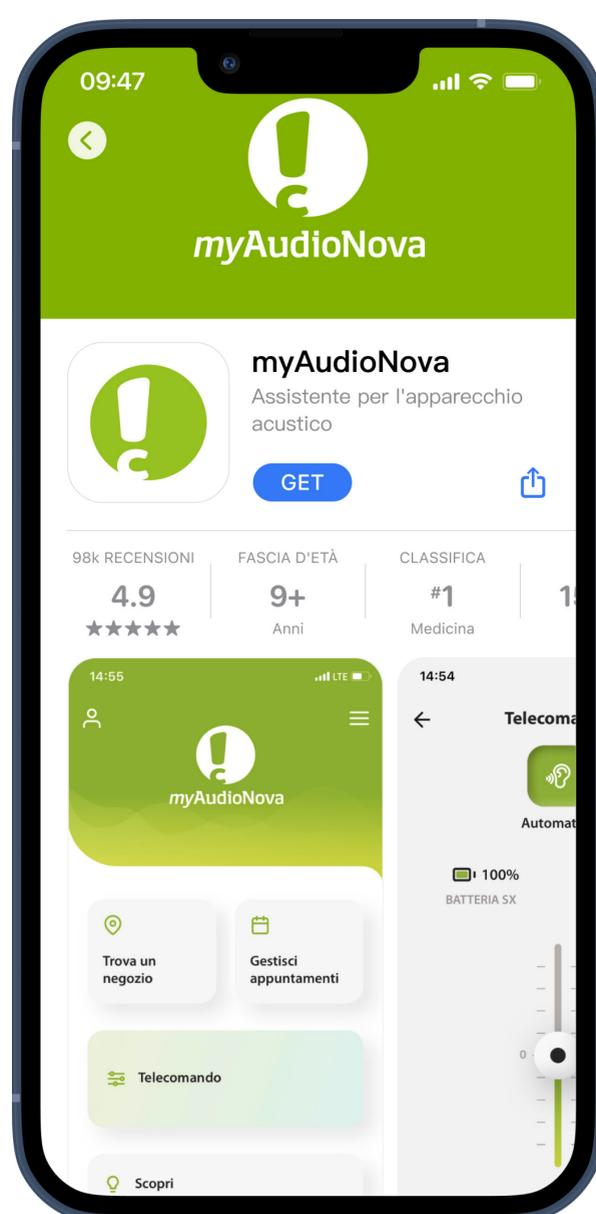 09:47
myAudioNova
myAudioNova
Assistente per l'apparecchio
acustico
GET
98k RECENSIONI
4.9
FASCIA D'ETÀ
9+
Anni
CLASSIFICA
#1
Medicina
14:55
LTE
myAudioNova
Trova un
negozio
Gestisci
appuntamenti
Telecomando
Scopri
14:54
100%
BATTERIA SX
0